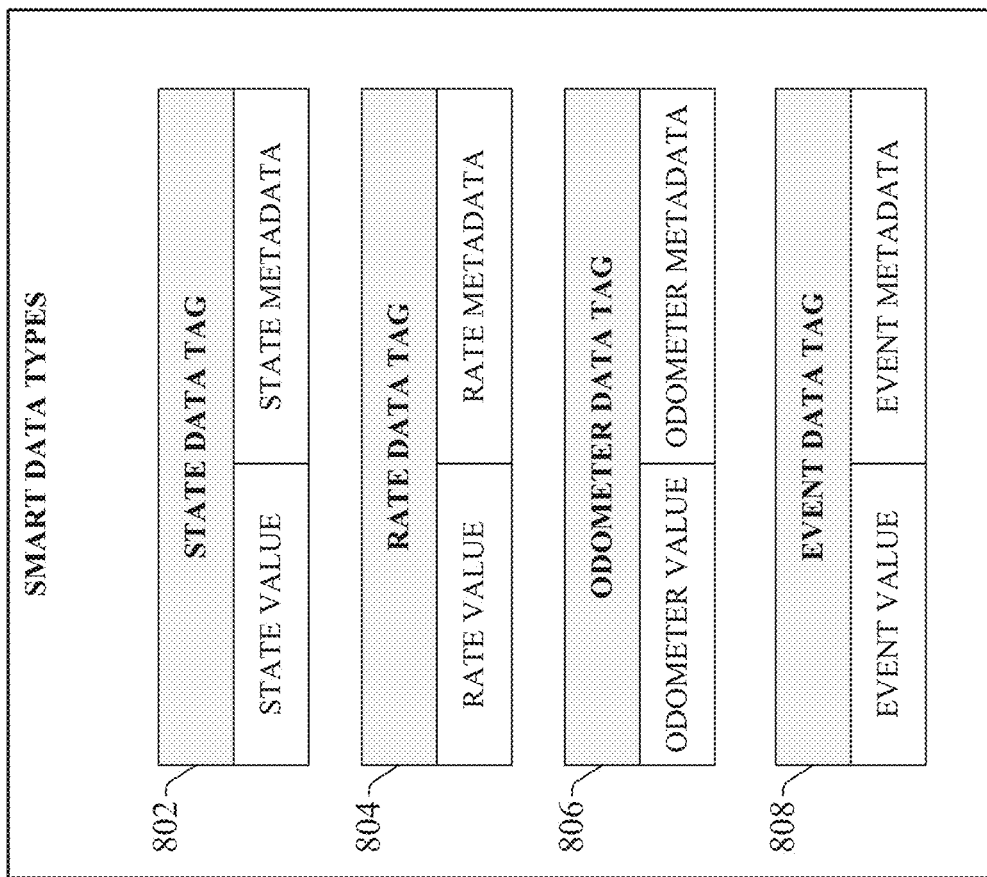 SMART DATA TYPES
802
STATE DATA TAG
STATE VALUE
STATE METADATA
804
RATE DATA TAG
RATE VALUE
RATE METADATA
806
ODOMETER DATA TAG
ODOMETER VALUE
ODOMETER METADATA
808
EVENT DATA TAG
EVENT VALUE
EVENT METADATA